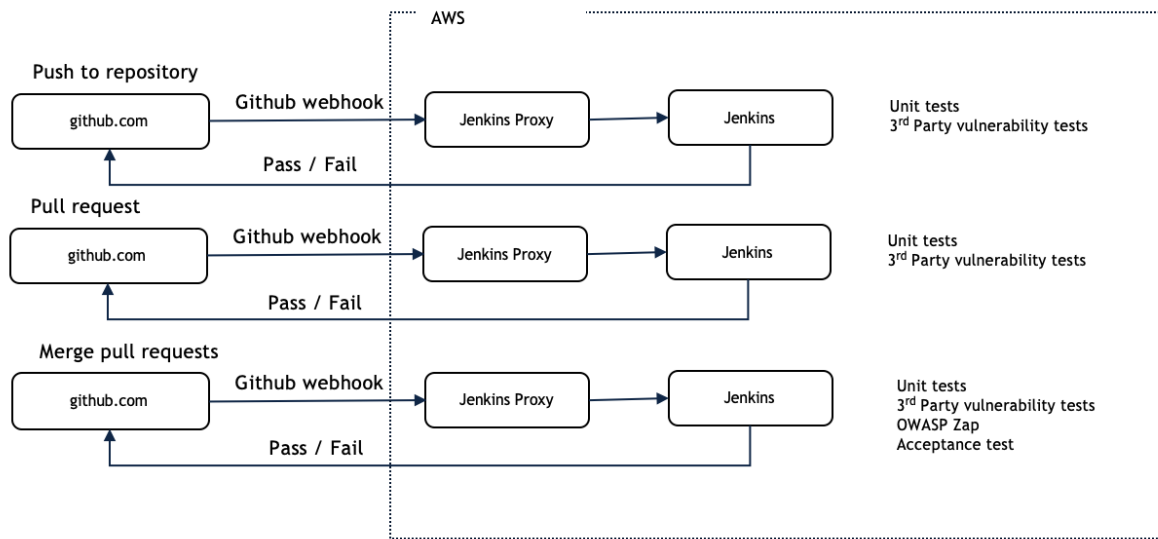 AWS
Push to repository
github.com
Github webhook
Jenkins Proxy
Jenkins
Unit tests
3rd Party vulnerability tests
Pass / Fail
Pull request
github.com
Github webhook
Jenkins Proxy
Jenkins
Unit tests
3rd Party vulnerability tests
Pass / Fail
Merge pull requests
github.com
Github webhook
Jenkins Proxy
Jenkins
Unit tests
3rd Party vulnerability tests
OWASP Zap
Acceptance test
Pass / Fail